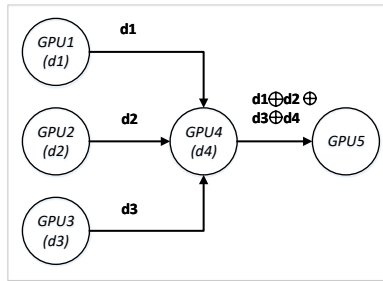 GPU1
(d1)
d1
GPU2
(d2)
d2
GPU3
(d3)
d3
GPU4
(d4)
d1⊕d2 ⊕
d3⊕d4
GPU5